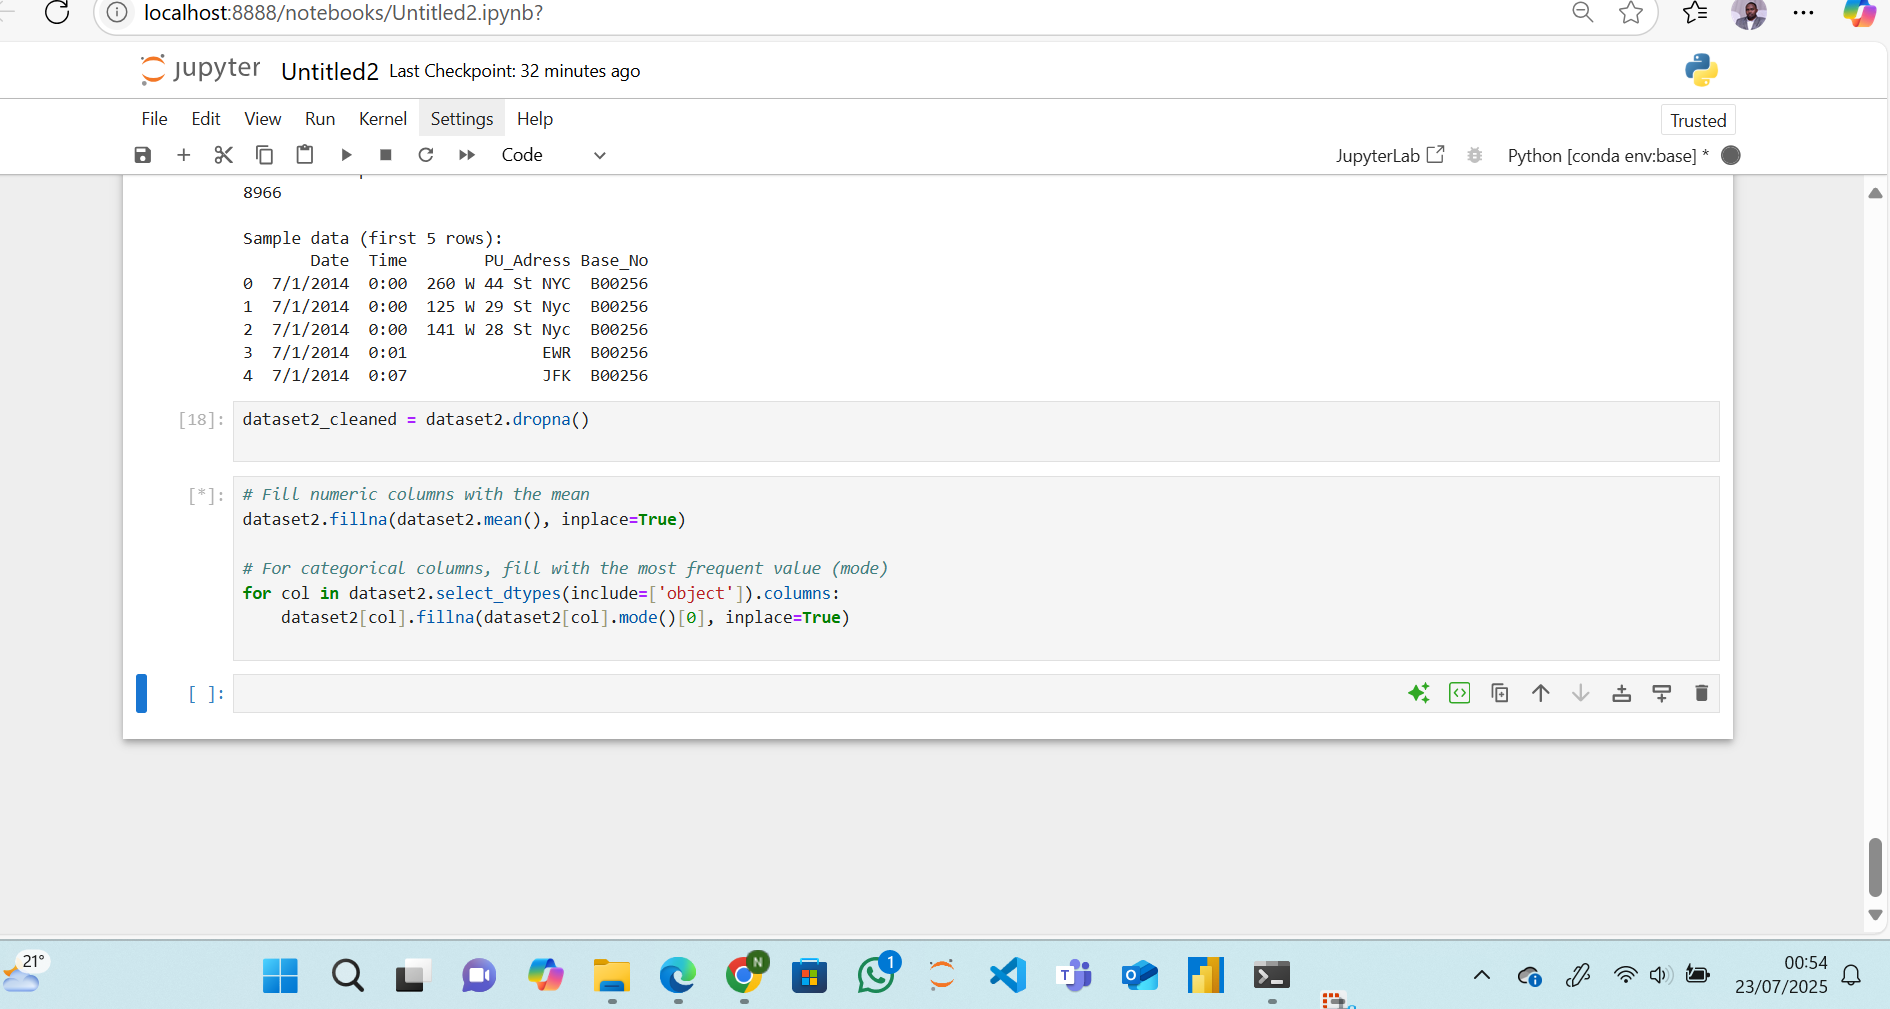 localhost:8888/notebooks/Untitled2.ipynb?
jupyter Untitled2 Last Checkpoint: 32 minutes ago
File Edit View Run Kernel Settings Help
Trusted
Code
JupyterLab Python [conda env:base] *
8966
Sample data (first 5 rows):
Date Time PU_Adress Base_No
0 7/1/2014 0:00 260 W 44 St NYC B00256
1 7/1/2014 0:00 125 W 29 St Nyc B00256
2 7/1/2014 0:00 141 W 28 St Nyc B00256
3 7/1/2014 0:01 EWR B00256
4 7/1/2014 0:07 JFK B00256
[18]: dataset2_cleaned = dataset2.dropna()
[*]: # Fill numeric columns with the mean
dataset2.fillna(dataset2.mean(), inplace=True)
# For categorical columns, fill with the most frequent value (mode)
for col in dataset2.select_dtypes(include=['object']).columns:
    dataset2[col].fillna(dataset2[col].mode()[0], inplace=True)
[ ]:
21°
N
1
T
O
00:54
23/07/2025